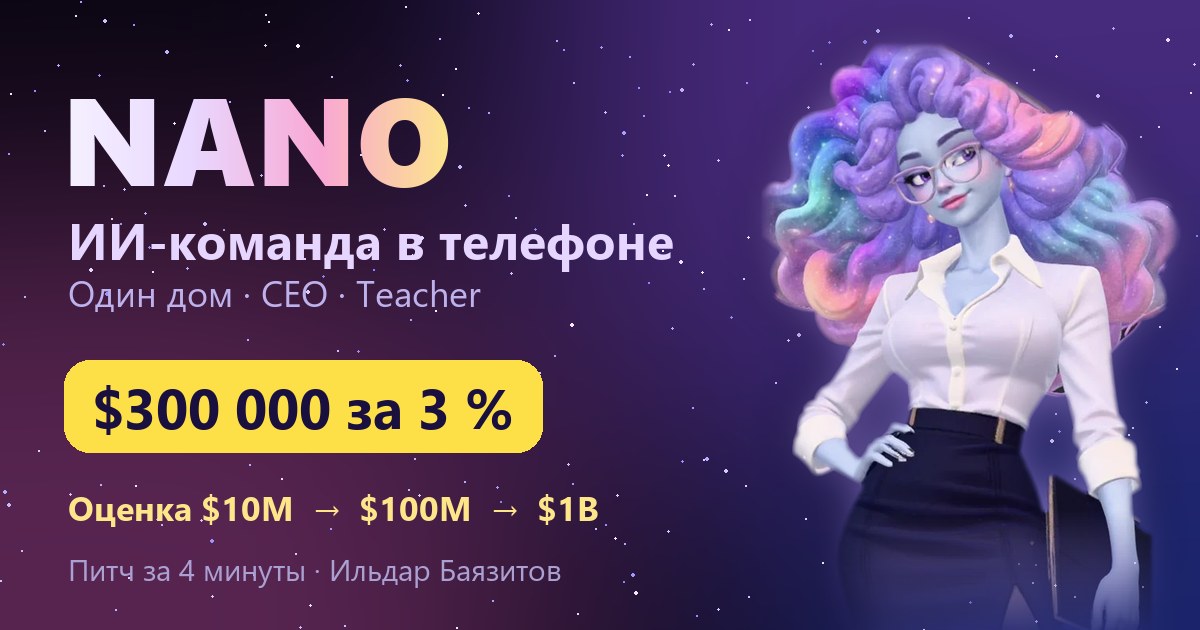 NANO
ИИ-команда в телефоне
Один дом · CEO · Teacher
$300 000 за 3 %
Оценка $10M → $100M → $1B
Питч за 4 минуты · Ильдар Баязитов